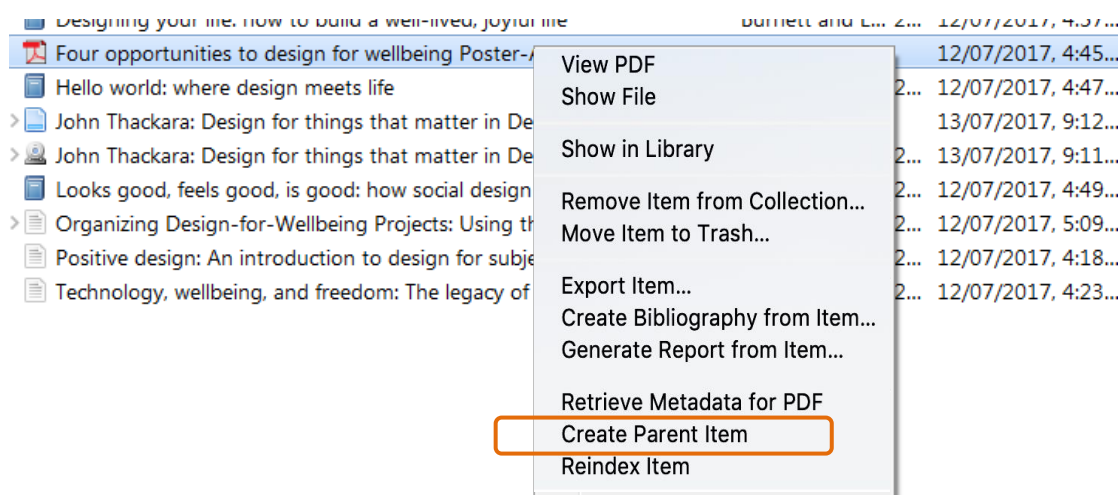 Designing your life: how to build a well-lived, joyful life Burnett and E... 2... 12/07/2017, 4:37...
Four opportunities to design for wellbeing Poster- 12/07/2017, 4:45...
Hello world: where design meets life 2... 12/07/2017, 4:47...
John Thackara: Design for things that matter in De 13/07/2017, 9:12...
John Thackara: Design for things that matter in De 2... 13/07/2017, 9:11...
Looks good, feels good, is good: how social design 2... 12/07/2017, 4:49...
Organizing Design-for-Wellbeing Projects: Using th 2... 12/07/2017, 5:09...
Positive design: An introduction to design for subje 2... 12/07/2017, 4:18...
Technology, wellbeing, and freedom: The legacy of 2... 12/07/2017, 4:23...
View PDF
Show File
Show in Library
Remove Item from Collection...
Move Item to Trash...
Export Item...
Create Bibliography from Item...
Generate Report from Item...
Retrieve Metadata for PDF
Create Parent Item
Reindex Item